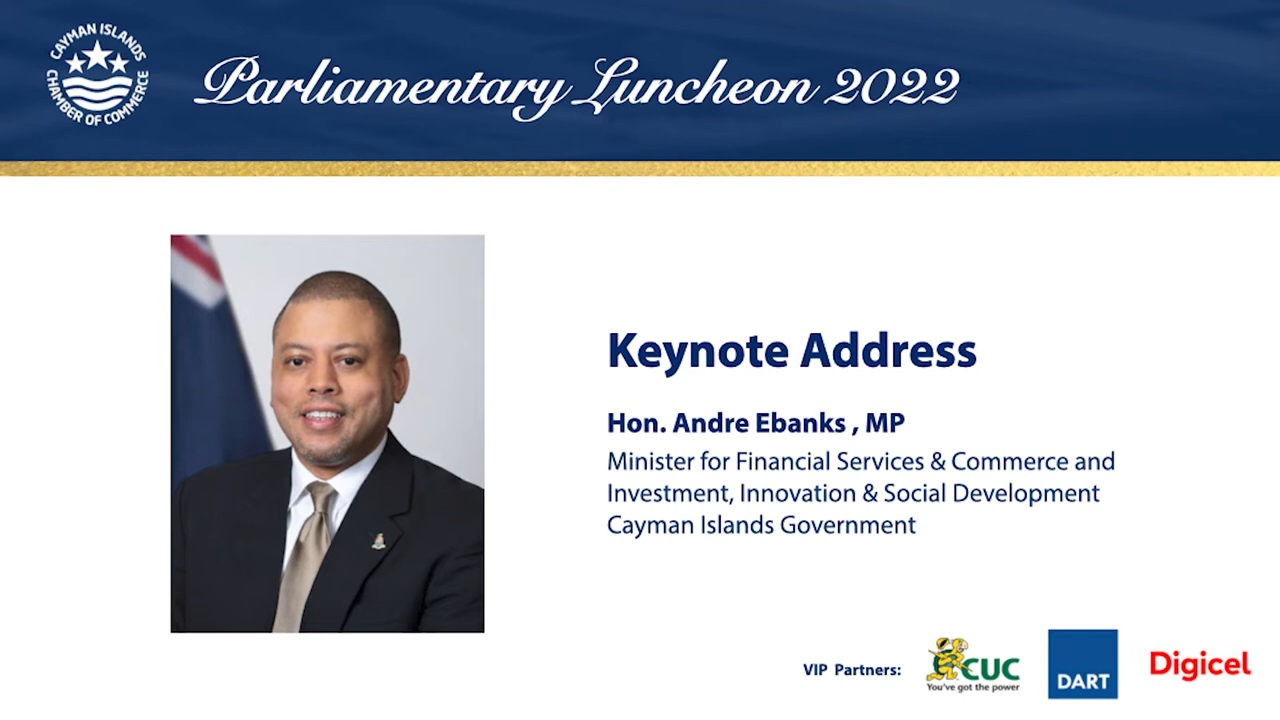 CAYMAN ISLANDS
CHAMBER OF COMMERCE
Parliamentary Luncheon 2022
Keynote Address
Hon. Andre Ebanks , MP
Minister for Financial Services & Commerce and
Investment, Innovation & Social Development
Cayman Islands Government
VIP Partners:
CUC
You've got the power
DART
Digicel